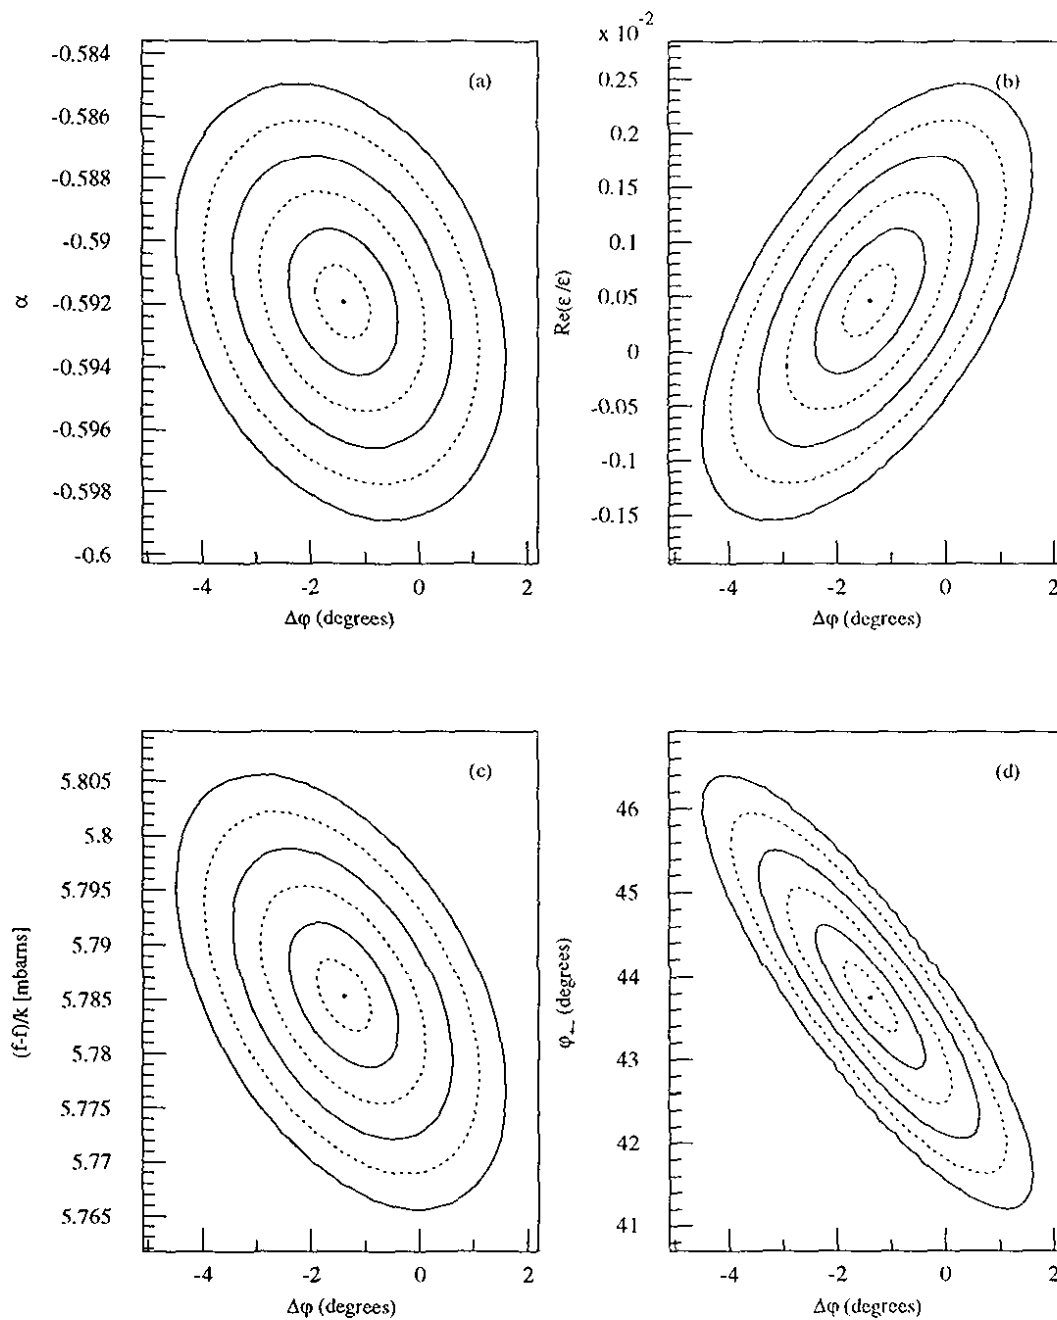 (a)
-0.584
-0.586
-0.588
-0.59
-0.592
-0.594
-0.596
-0.598
-0.6
α
-4 -2 0 2
Δφ (degrees)
x 10⁻²
(b)
0.25
0.2
0.15
0.1
0.05
0
-0.05
-0.1
-0.15
Re(ε'/ε)
-4 -2 0 2
Δφ (degrees)
(c)
5.805
5.8
5.795
5.79
5.785
5.78
5.775
5.77
5.765
(f-f)/k [mbarns]
-4 -2 0 2
Δφ (degrees)
(d)
46
45
44
43
42
41
φ₊₋ (degrees)
-4 -2 0 2
Δφ (degrees)